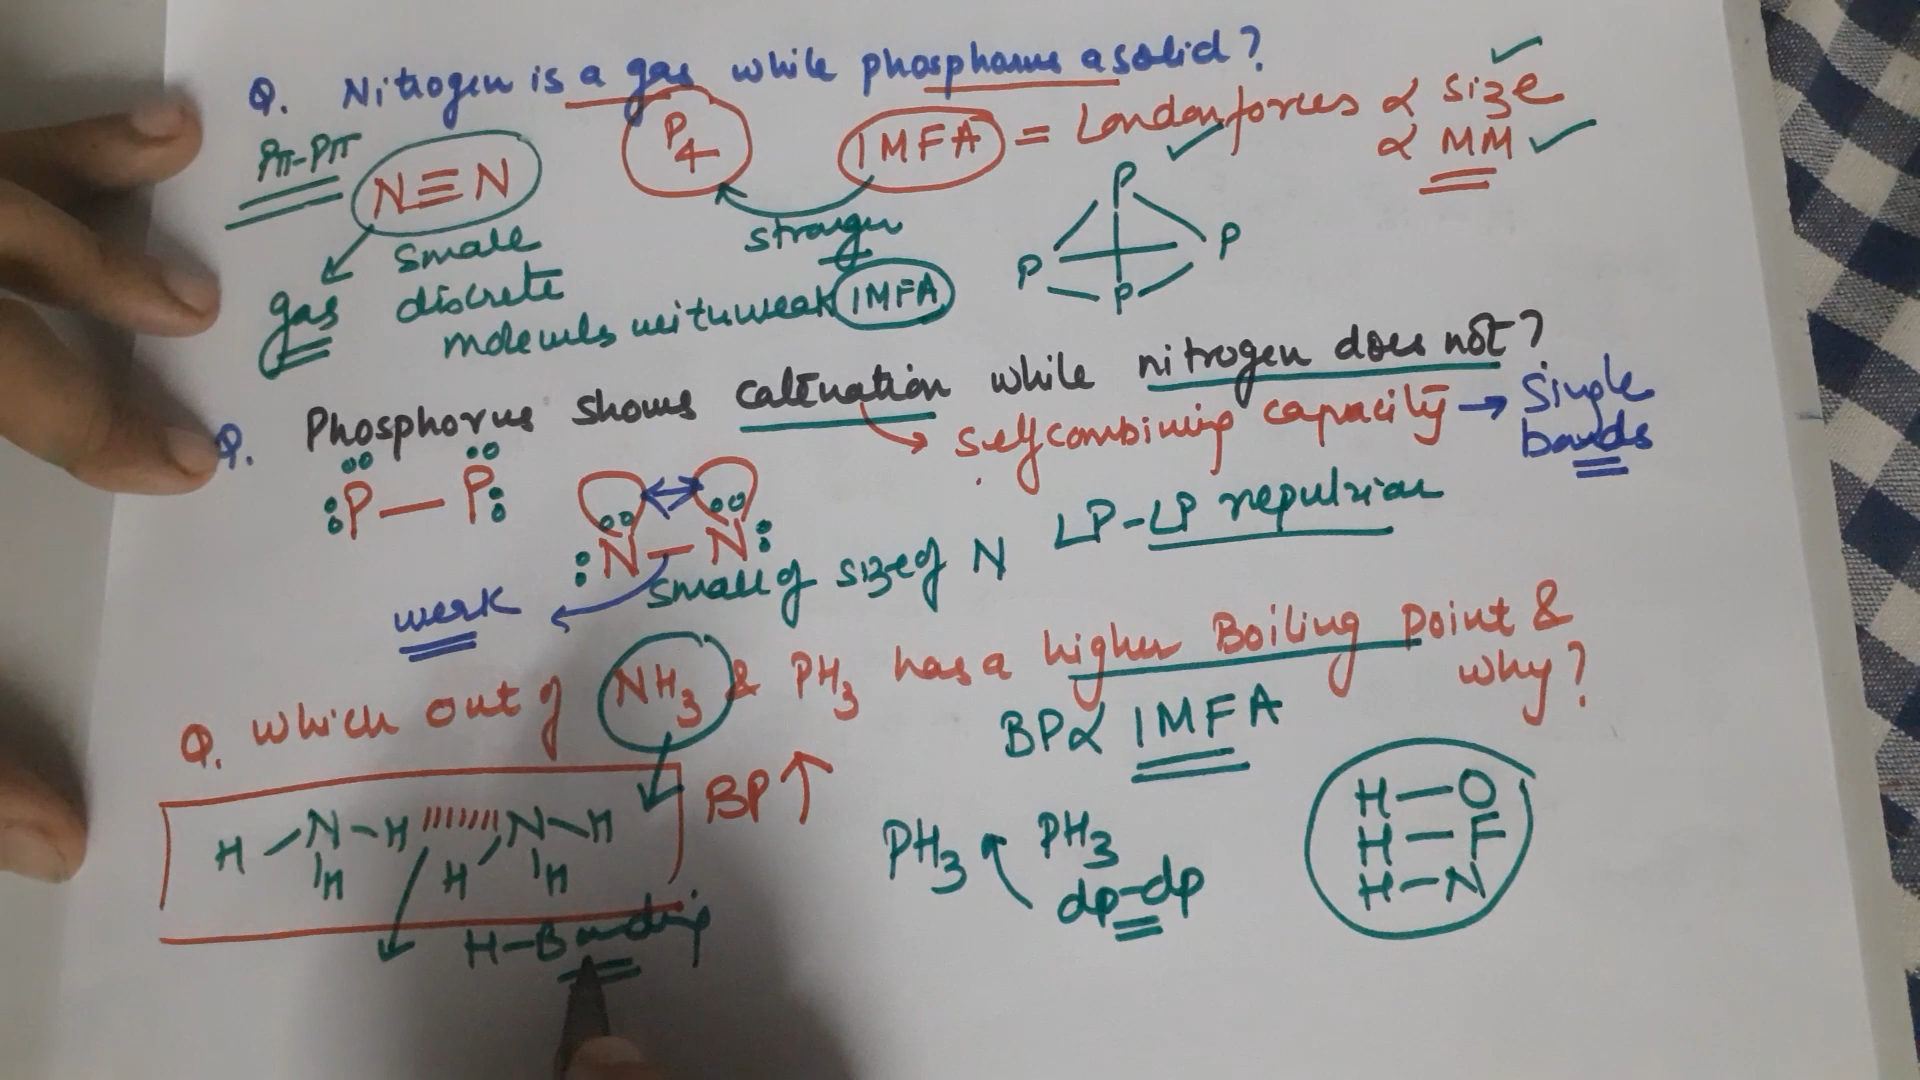 Q. Nitrogen is a gas while phosphorus a solid?
Pπ-Pπ
N≡N
P4
IMFA = London forces ∝ size
∝ MM
stronger
gas
small
discrete
molecules with weak IMFA
P
P P
P
Q. Phosphorus shows catenation while nitrogen does not?
self combining capacity → single
bonds
:P — P:
:N — N:
LP-LP repulsion
weak
small size of N
Q. Which out of NH3 & PH3 has a higher Boiling point &
why?
BP ∝ IMFA
BP↑
H - N - H |||||||| N - H
H H H
H-Bonding
PH3
PH3
dp-dp
H—O
H—F
H—N